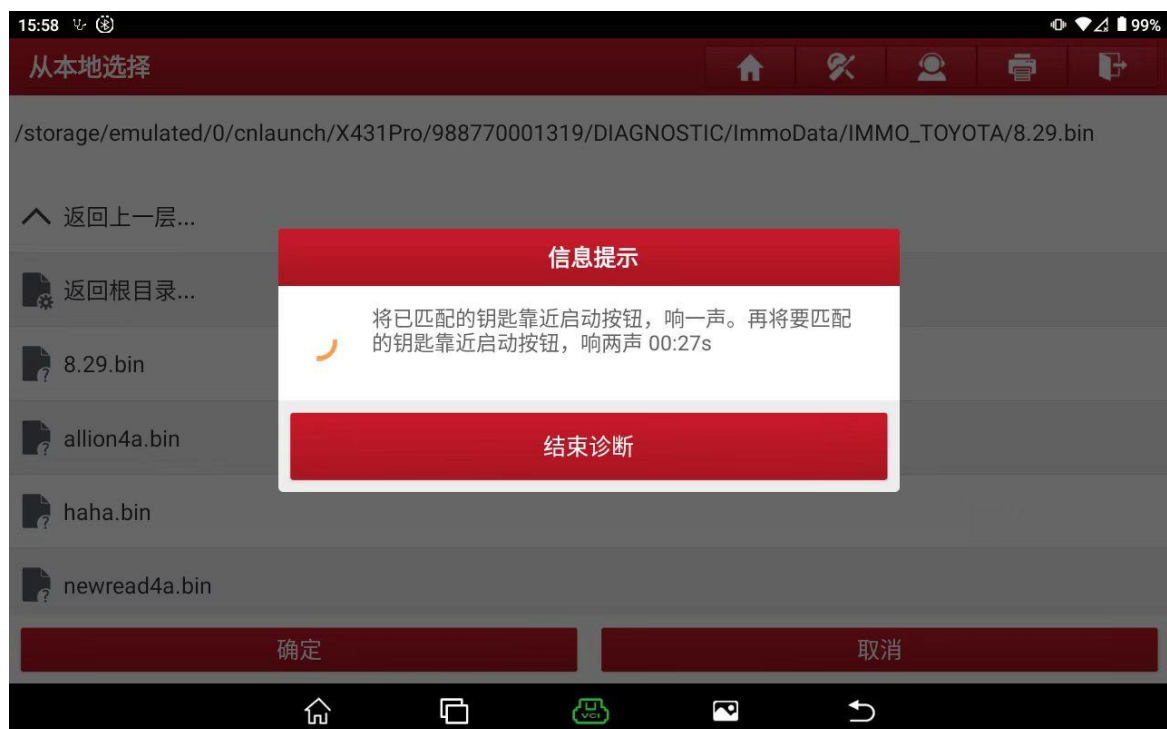 15:58
99%
从本地选择
/storage/emulated/0/cnlaunch/X431Pro/988770001319/DIAGNOSTIC/ImmoData/IMMO_TOYOTA/8.29.bin
返回上一层...
信息提示
返回根目录...
将已匹配的钥匙靠近启动按钮，响一声。再将要匹配
的钥匙靠近启动按钮，响两声 00:27s
8.29.bin
allion4a.bin
结束诊断
haha.bin
newread4a.bin
确定
取消
VCI